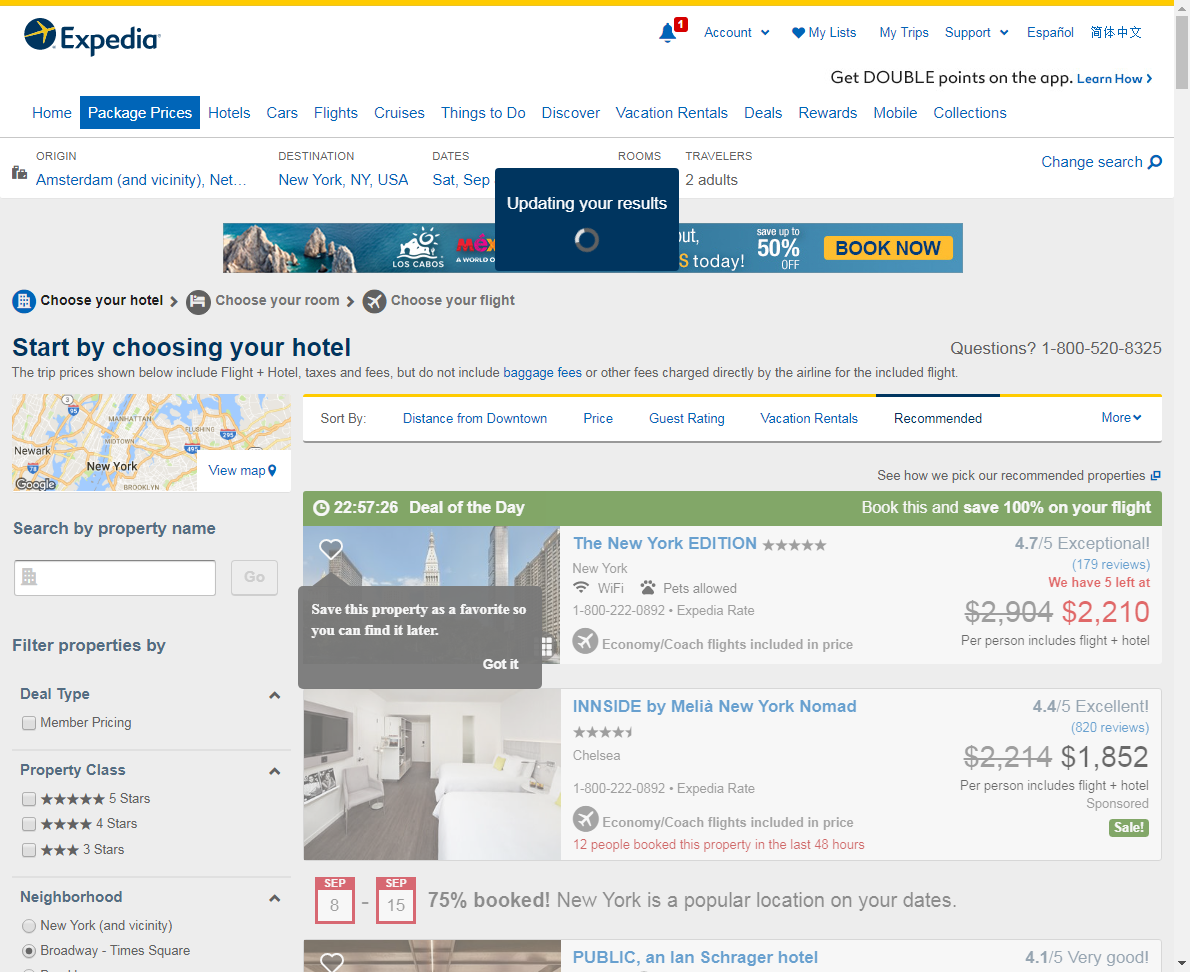 Expedia
1
Account
My Lists
My Trips
Support
Español
简体中文
Get DOUBLE points on the app. Learn How
Home
Package Prices
Hotels
Cars
Flights
Cruises
Things to Do
Discover
Vacation Rentals
Deals
Rewards
Mobile
Collections
ORIGIN
Amsterdam (and vicinity), Net...
DESTINATION
New York, NY, USA
DATES
Sat, Sep
ROOMS
TRAVELERS
2 adults
Change search
Updating your results
LOS CABOS
méx
A WORLD O
out,
S today!
save up to
50%
OFF
BOOK NOW
Choose your hotel
Choose your room
Choose your flight
Start by choosing your hotel
Questions? 1-800-520-8325
The trip prices shown below include Flight + Hotel, taxes and fees, but do not include baggage fees or other fees charged directly by the airline for the included flight.
3
95
MANHATTAN
FLUSHING
295
MIDTOWN
495
Newark
78
New York
BROOKLYN
Google
View map
Sort By:
Distance from Downtown
Price
Guest Rating
Vacation Rentals
Recommended
More
See how we pick our recommended properties
Search by property name
Go
Filter properties by
Deal Type
Member Pricing
Property Class
5 Stars
4 Stars
3 Stars
Neighborhood
New York (and vicinity)
Broadway - Times Square
22:57:26 Deal of the Day
Book this and save 100% on your flight
The New York EDITION
New York
WiFi
Pets allowed
1-800-222-0892 • Expedia Rate
Economy/Coach flights included in price
4.7/5 Exceptional!
(179 reviews)
We have 5 left at
$2,904 $2,210
Per person includes flight + hotel
Save this property as a favorite so
you can find it later.
Got it
INNSIDE by Melià New York Nomad
Chelsea
1-800-222-0892 • Expedia Rate
Economy/Coach flights included in price
12 people booked this property in the last 48 hours
4.4/5 Excellent!
(820 reviews)
$2,214 $1,852
Per person includes flight + hotel
Sponsored
Sale!
SEP
8
-
SEP
15
75% booked! New York is a popular location on your dates.
PUBLIC, an Ian Schrager hotel
4.1/5 Very good!